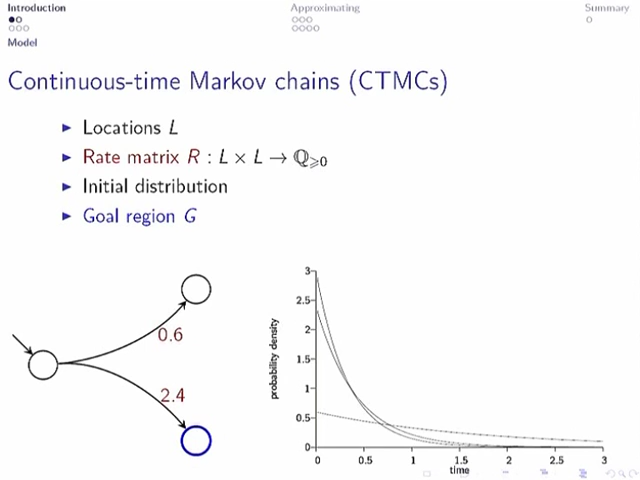 Introduction
Approximating
Summary
Model
Continuous-time Markov chains (CTMCs)
▶ Locations L
▶ Rate matrix R : L × L → ℚ⩾0
▶ Initial distribution
▶ Goal region G
0.6
2.4
3
2.5
2
1.5
1
0.5
0
probability density
0 0.5 1 1.5 2 2.5 3
time